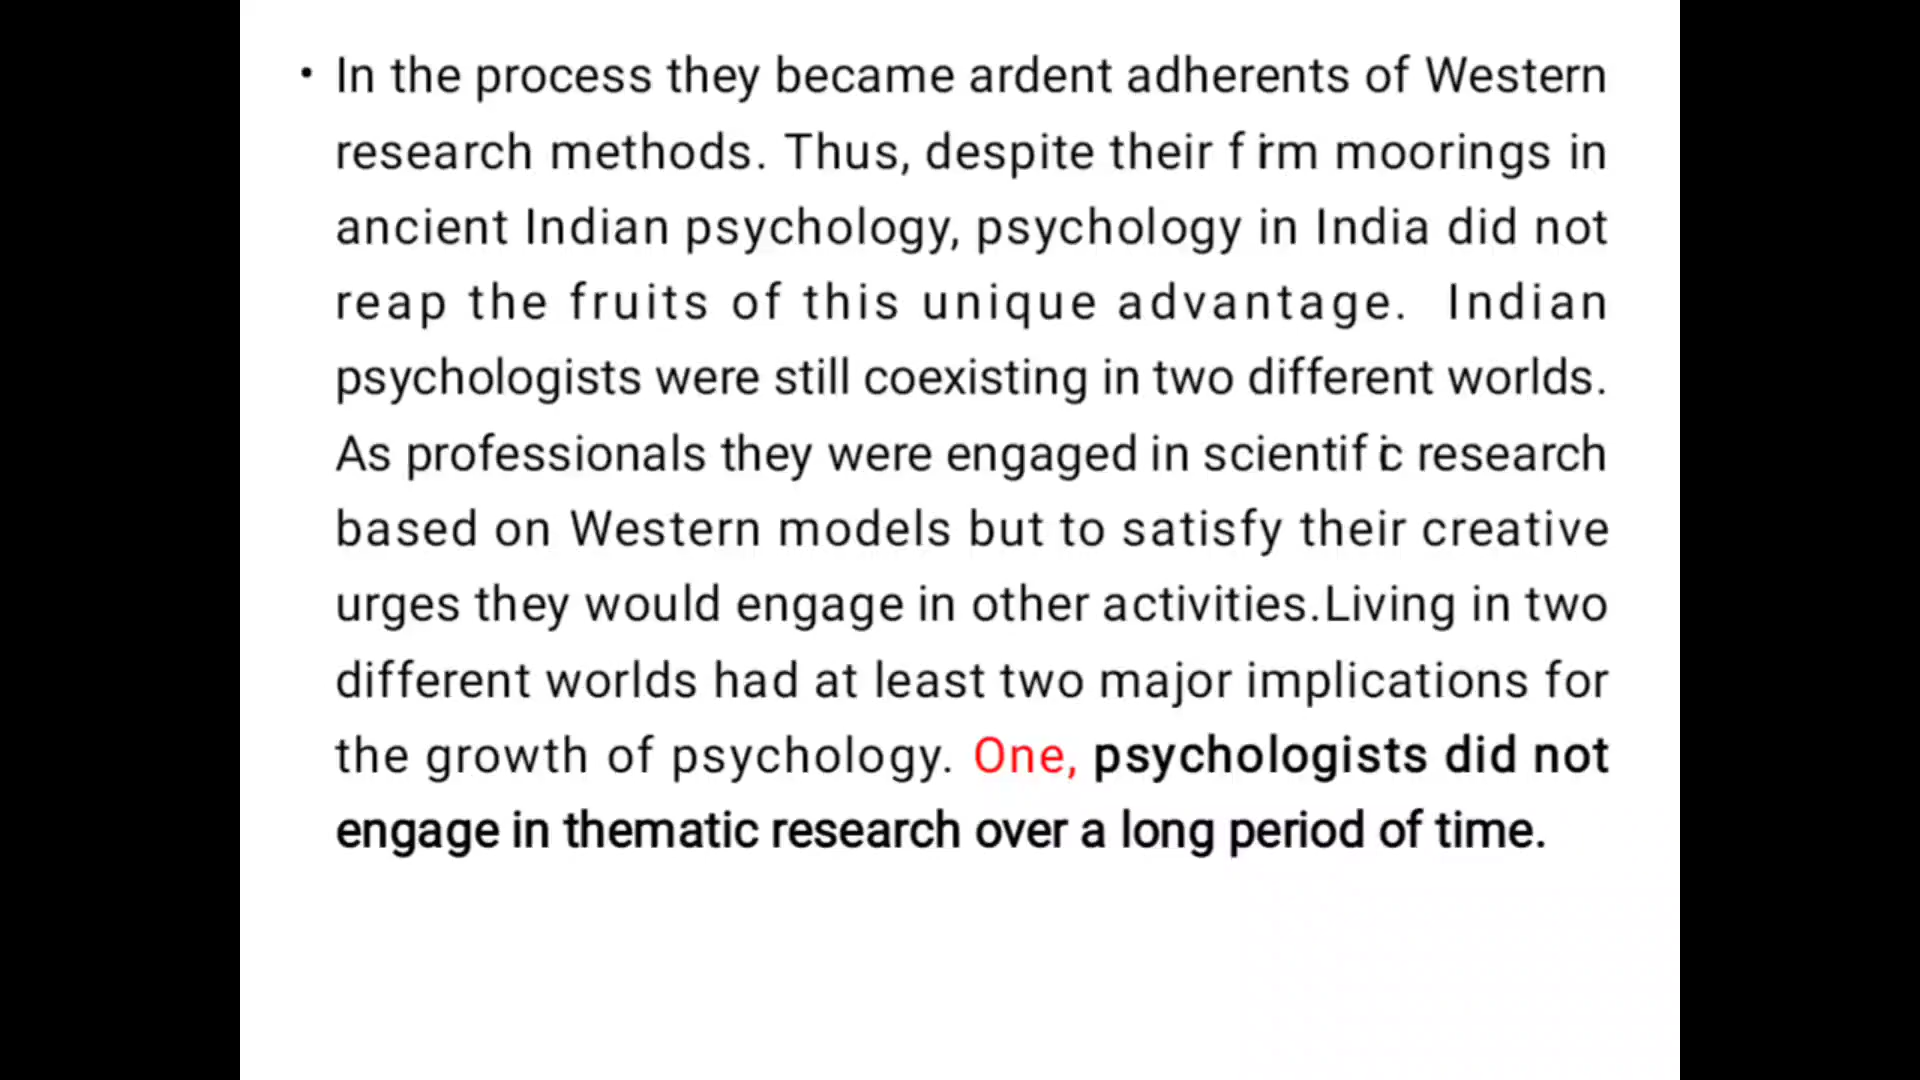 • In the process they became ardent adherents of Western
research methods. Thus, despite their firm moorings in
ancient Indian psychology, psychology in India did not
reap the fruits of this unique advantage. Indian
psychologists were still coexisting in two different worlds.
As professionals they were engaged in scientific research
based on Western models but to satisfy their creative
urges they would engage in other activities.Living in two
different worlds had at least two major implications for
the growth of psychology. One, psychologists did not
engage in thematic research over a long period of time.